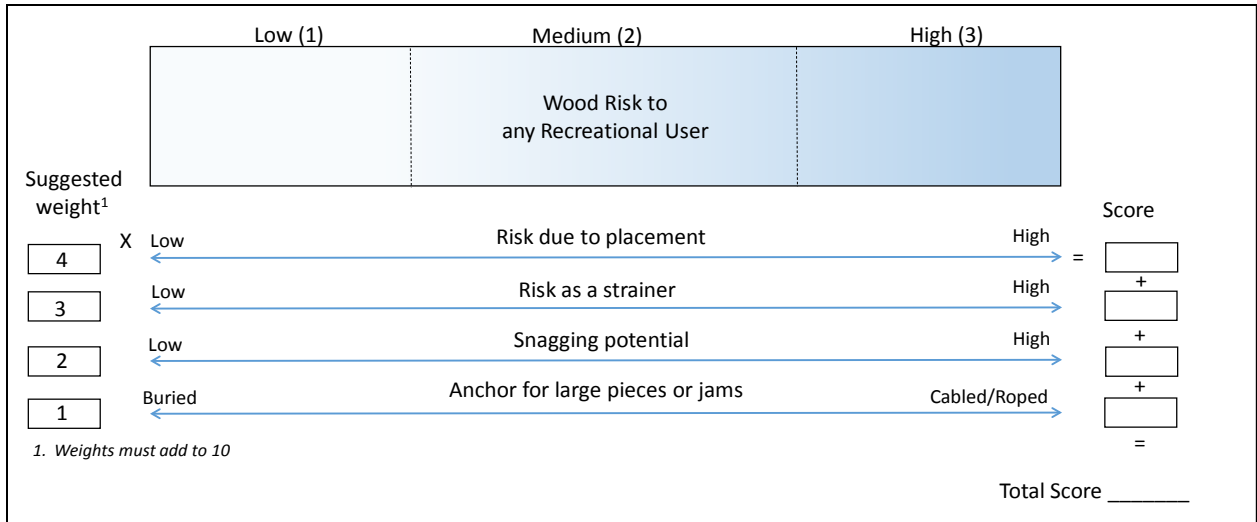 Low (1) Medium (2) High (3)
Wood Risk to
any Recreational User
Suggested
weight¹
Score
4 X Low Risk due to placement High =
+
3 Low Risk as a strainer High
+
2 Low Snagging potential High
+
1 Buried Anchor for large pieces or jams Cabled/Roped
=
1. Weights must add to 10
Total Score _______